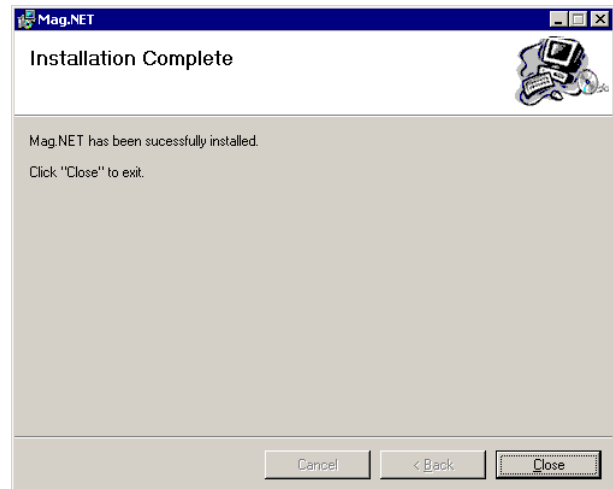 Mag.NET
Installation Complete
Mag.NET has been sucessfully installed.
Click "Close" to exit.
Cancel
< Back
Close